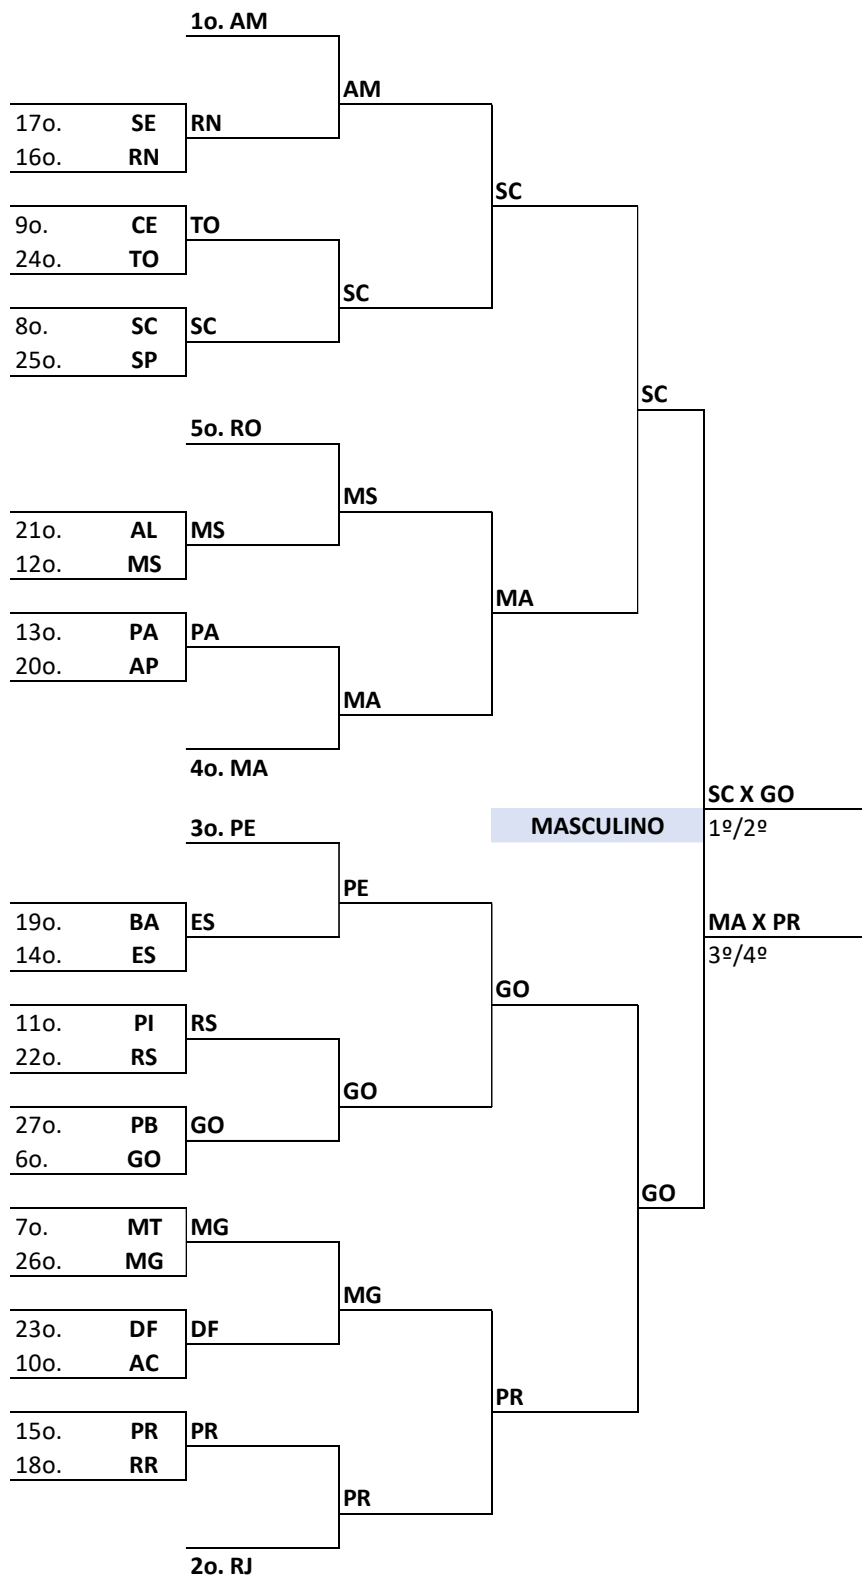 1o. AM
AM
17o. SE RN
16o. RN
SC
9o. CE TO
24o. TO
SC
8o. SC SC
25o. SP
SC
5o. RO
MS
21o. AL MS
12o. MS
MA
13o. PA PA
20o. AP
MA
4o. MA
SC X GO
MASCULINO 1º/2º
3o. PE
PE
19o. BA ES MA X PR
14o. ES 3º/4º
GO
11o. PI RS
22o. RS
GO
27o. PB GO
6o. GO
GO
7o. MT MG
26o. MG
MG
23o. DF DF
10o. AC
PR
15o. PR PR
18o. RR
PR
2o. RJ